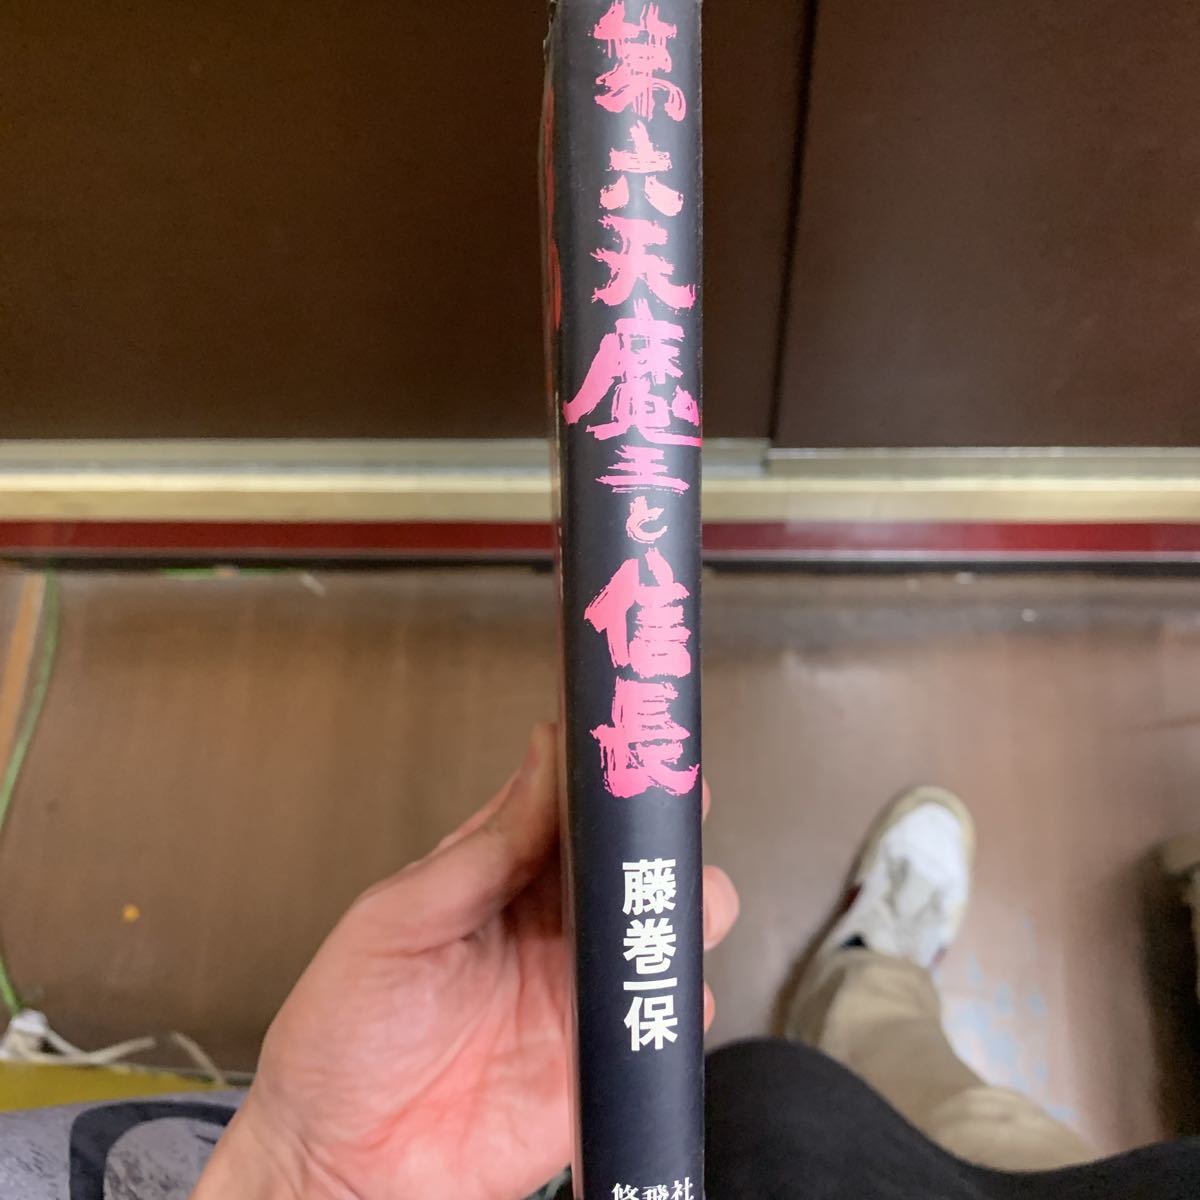 第六天魔王と信長
藤巻一保
悠飛社